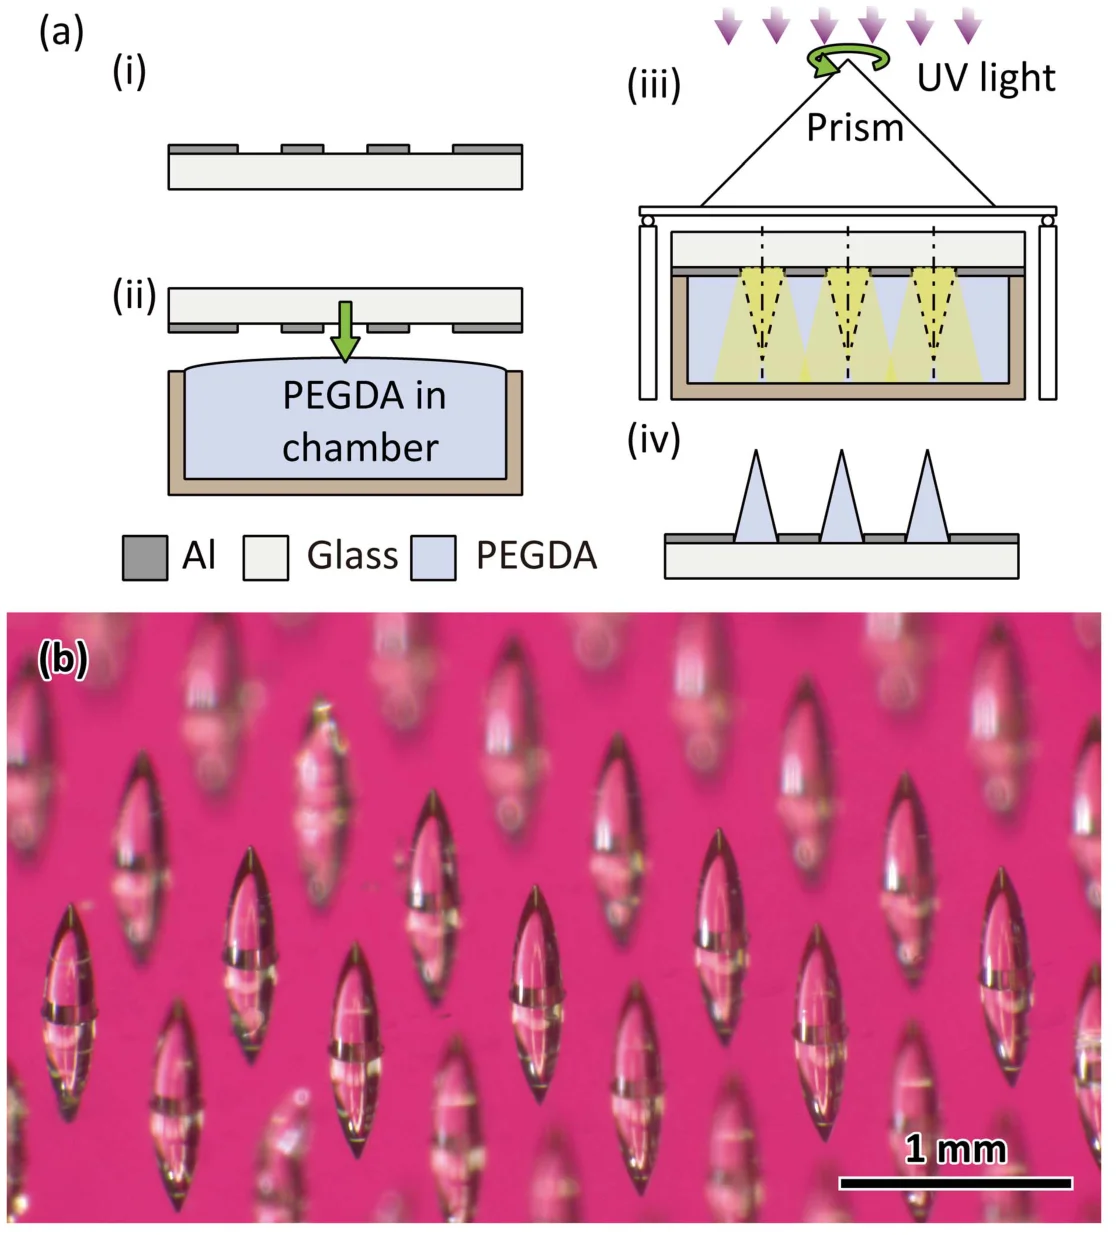 (a)
(i)
(ii)
PEGDA in
chamber
Al
Glass
PEGDA
(iii)
UV light
Prism
(iv)
(b)
1 mm